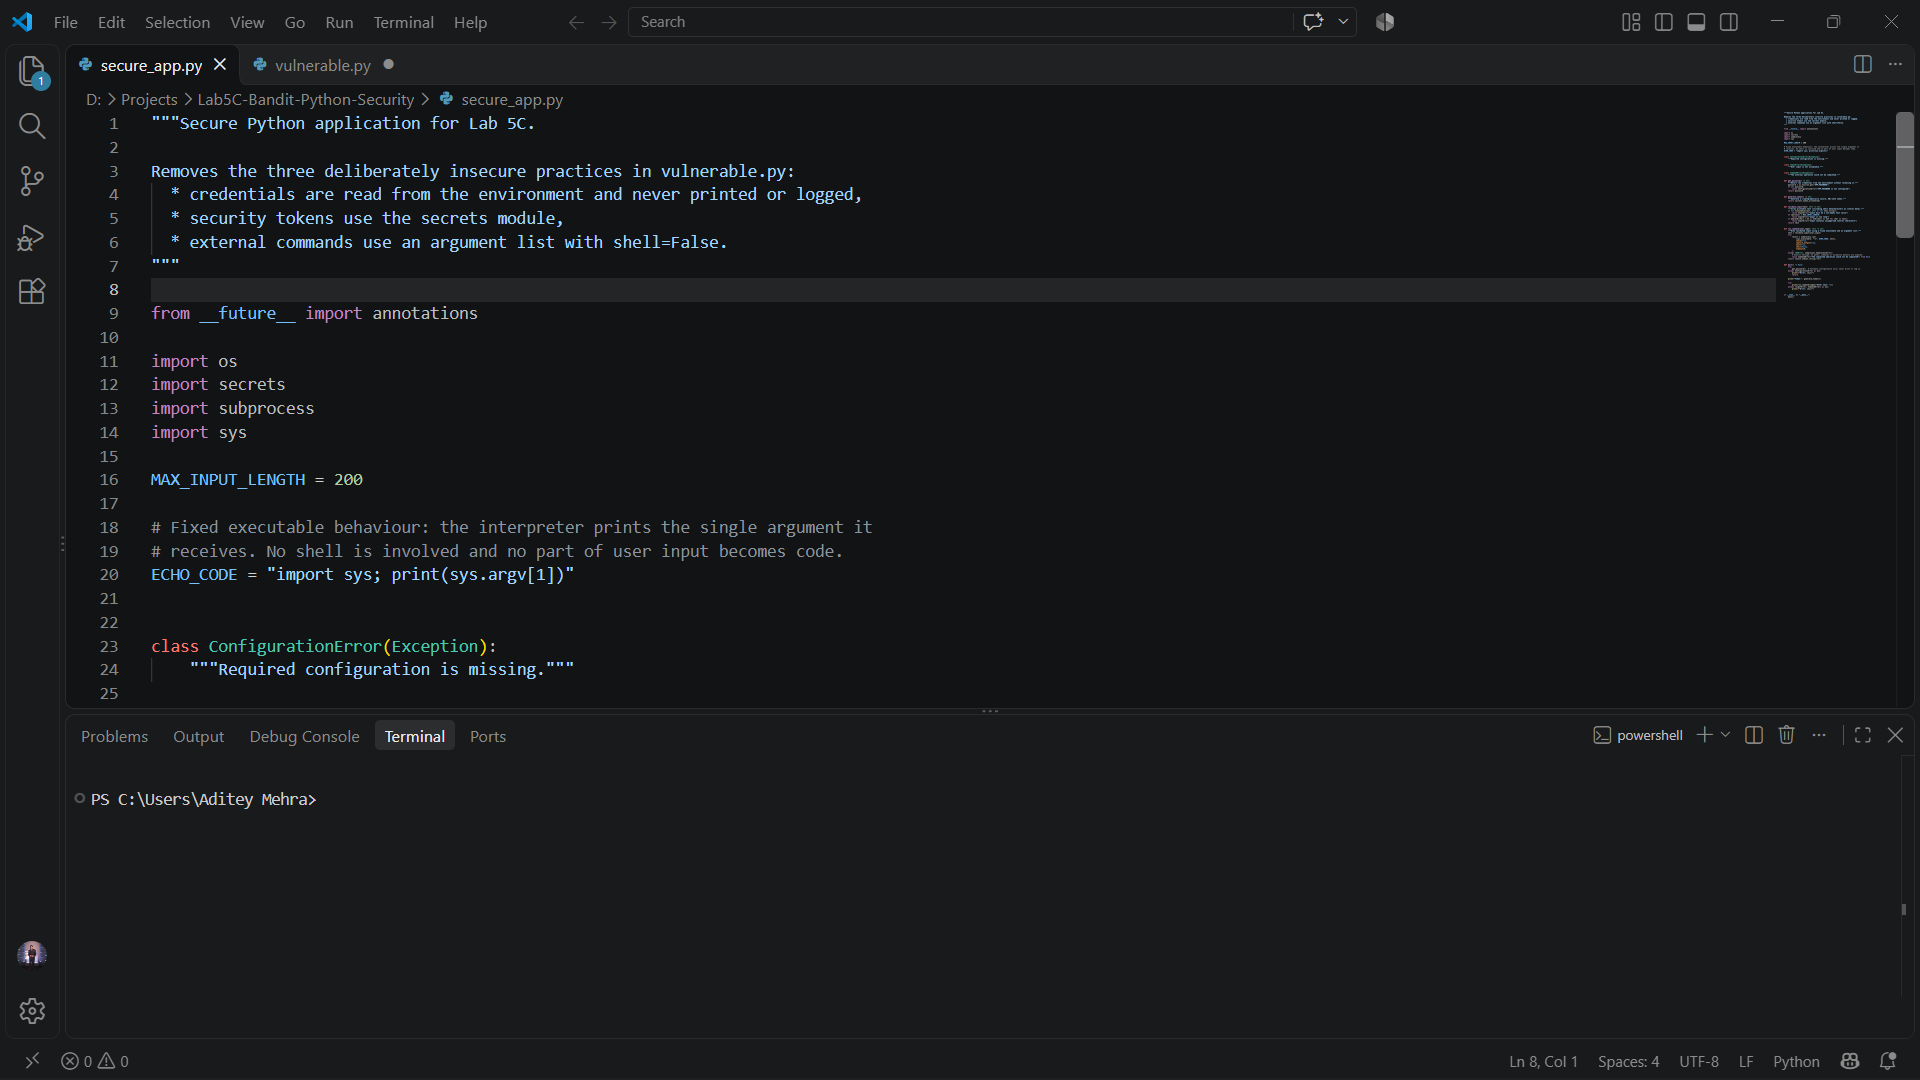 File Edit Selection View Go Run Terminal Help
Search
1
secure_app.py
vulnerable.py
D: > Projects > Lab5C-Bandit-Python-Security > secure_app.py
1 """Secure Python application for Lab 5C.
2
3 Removes the three deliberately insecure practices in vulnerable.py:
4 * credentials are read from the environment and never printed or logged,
5 * security tokens use the secrets module,
6 * external commands use an argument list with shell=False.
7 """
8
9 from __future__ import annotations
10
11 import os
12 import secrets
13 import subprocess
14 import sys
15
16 MAX_INPUT_LENGTH = 200
17
18 # Fixed executable behaviour: the interpreter prints the single argument it
19 # receives. No shell is involved and no part of user input becomes code.
20 ECHO_CODE = "import sys; print(sys.argv[1])"
21
22
23 class ConfigurationError(Exception):
24 """Required configuration is missing."""
25
Problems Output Debug Console Terminal Ports
powershell
PS C:\Users\Aditey Mehra>
0 0
Ln 8, Col 1 Spaces: 4 UTF-8 LF Python